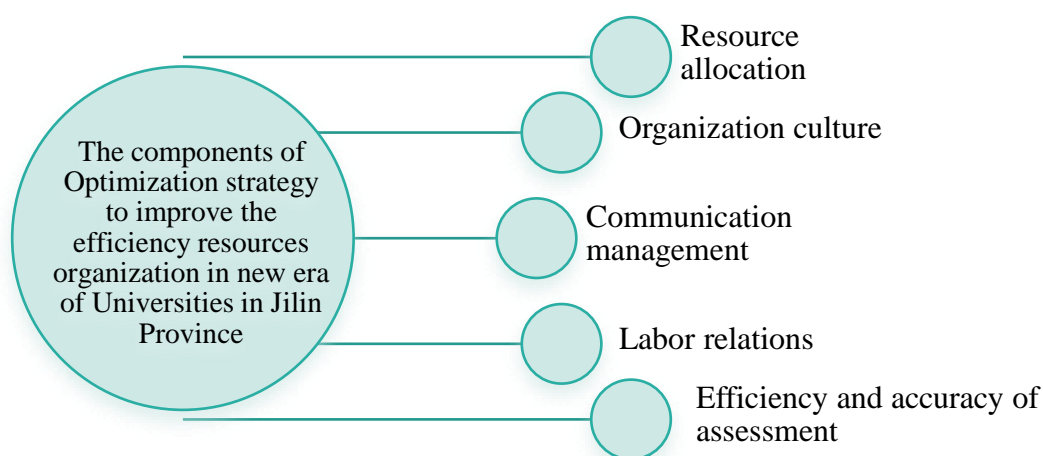 The components of
Optimization strategy
to improve the
efficiency resources
organization in new era
of Universities in Jilin
Province
Resource
allocation
Organization culture
Communication
management
Labor relations
Efficiency and accuracy of
assessment